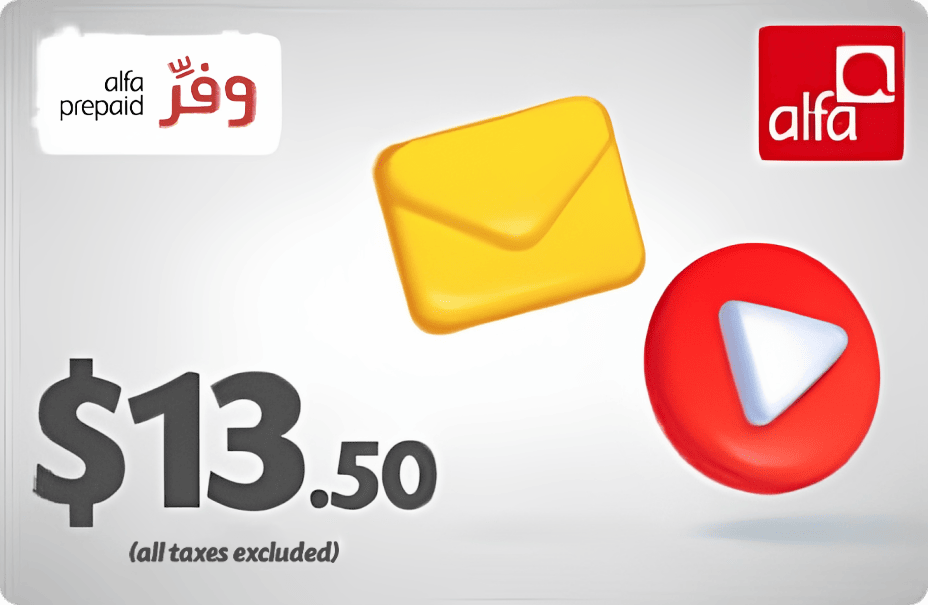 alfa
prepaid
وفّر
alfa
$13.50
(all taxes excluded)